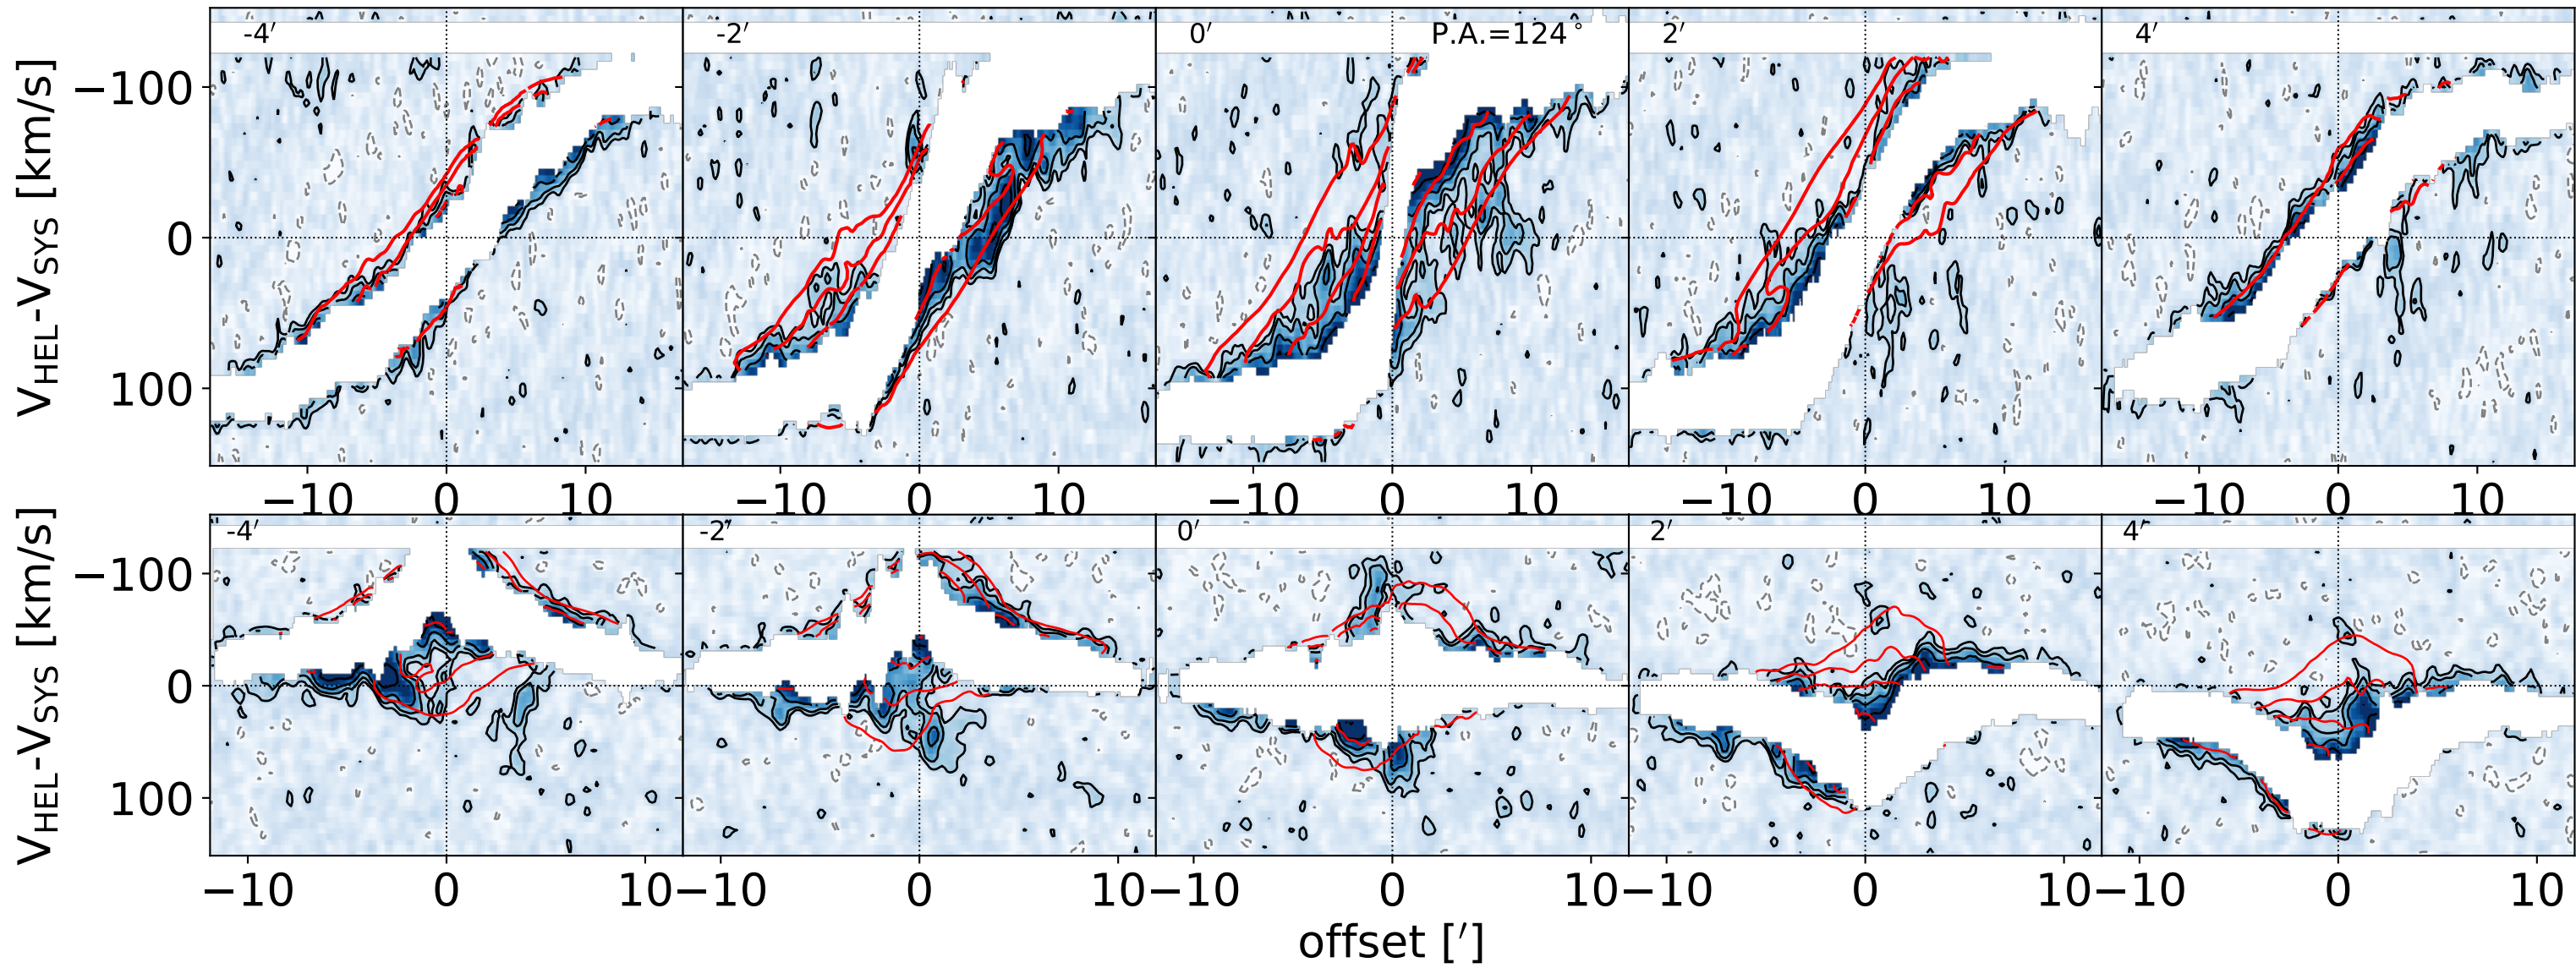 -4′ -2′ 0′ P.A.=124° 2′ 4′
V_HEL-V_SYS [km/s]
−100
0
100
−10 0 10 −10 0 10 −10 0 10 −10 0 10 −10 0 10
-4′ -2′ 0′ 2′ 4′
V_HEL-V_SYS [km/s]
−100
0
100
−10 0 10 −10 0 10 −10 0 10 −10 0 10 −10 0 10
offset [′]